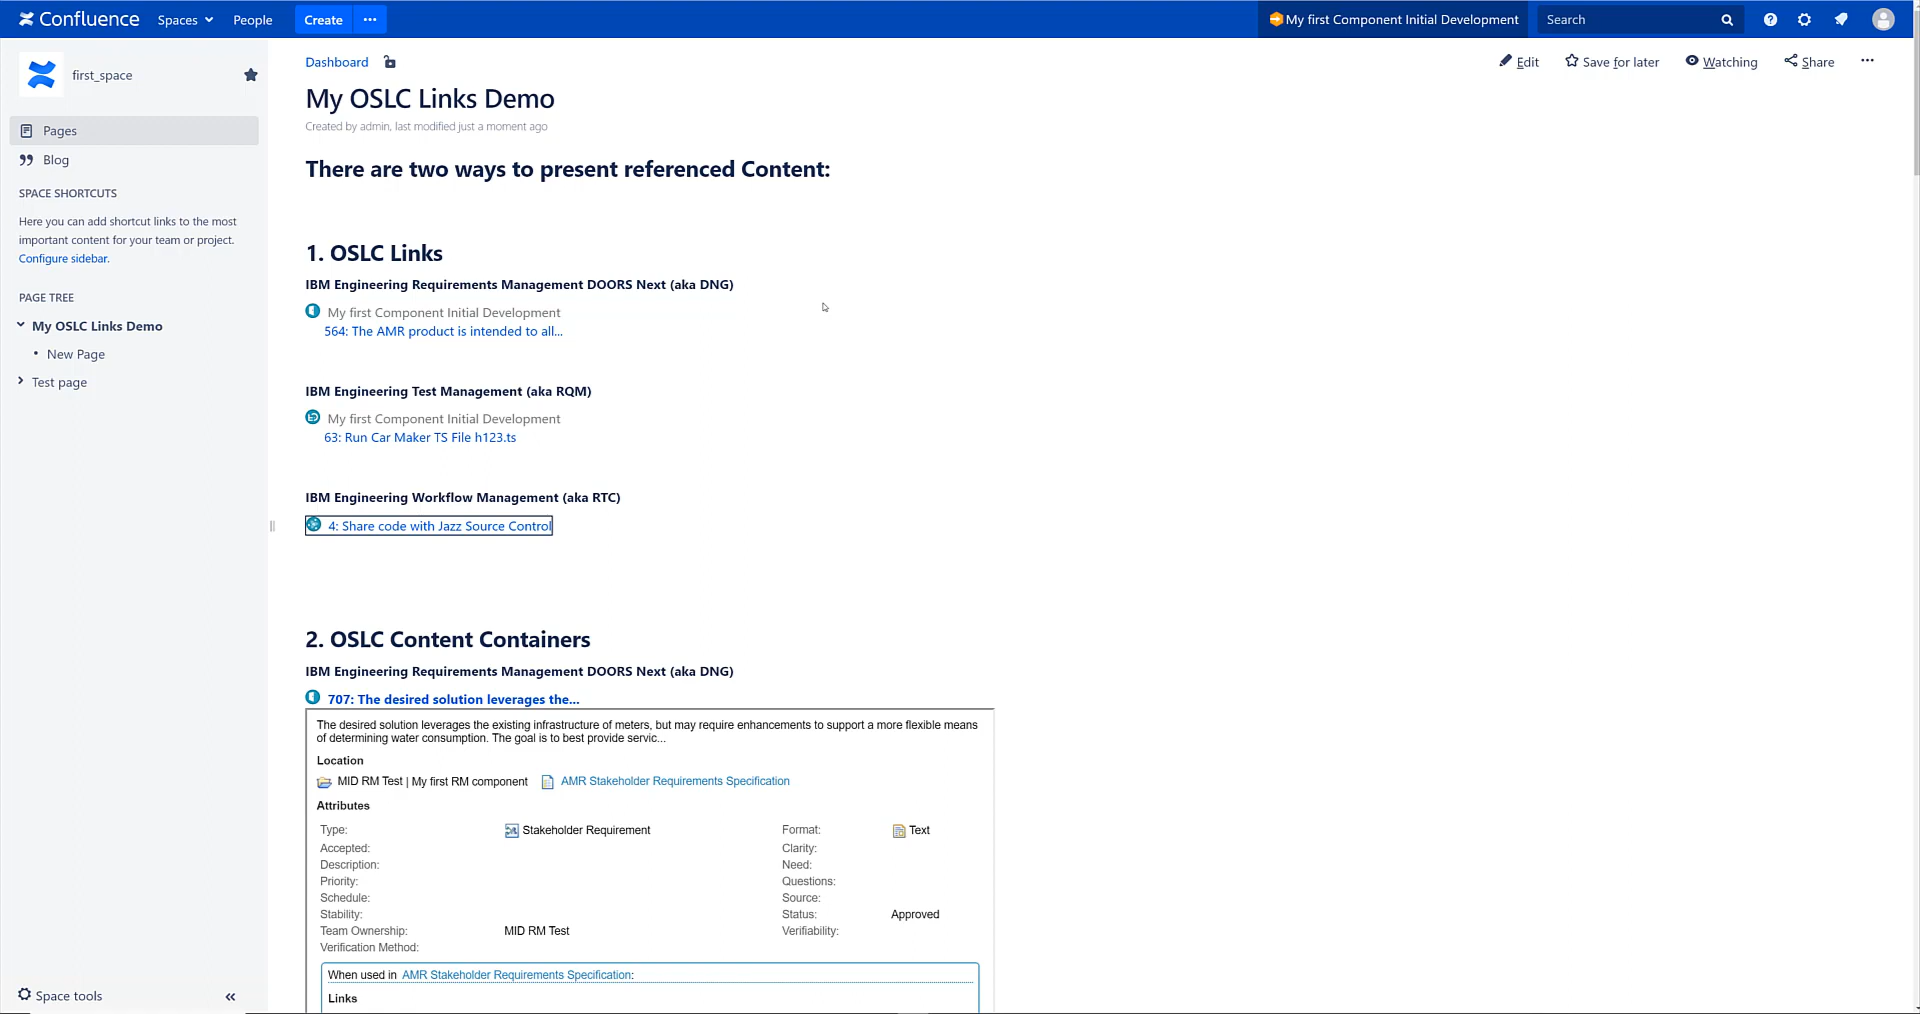 Confluence Spaces People Create My first Component Initial Development Search
first_space
Pages
Blog
SPACE SHORTCUTS
Here you can add shortcut links to the most
important content for your team or project.
Configure sidebar.
PAGE TREE
My OSLC Links Demo
New Page
Test page
Space tools
Dashboard
Edit Save for later Watching Share
My OSLC Links Demo
Created by admin, last modified just a moment ago
There are two ways to present referenced Content:
1. OSLC Links
IBM Engineering Requirements Management DOORS Next (aka DNG)
My first Component Initial Development
564: The AMR product is intended to all...
IBM Engineering Test Management (aka RQM)
My first Component Initial Development
63: Run Car Maker TS File h123.ts
IBM Engineering Workflow Management (aka RTC)
4: Share code with Jazz Source Control
2. OSLC Content Containers
IBM Engineering Requirements Management DOORS Next (aka DNG)
707: The desired solution leverages the...
The desired solution leverages the existing infrastructure of meters, but may require enhancements to support a more flexible means
of determining water consumption. The goal is to best provide servic...
Location
MID RM Test | My first RM component AMR Stakeholder Requirements Specification
Attributes
Type: Stakeholder Requirement Format: Text
Accepted: Clarity:
Description: Need:
Priority: Questions:
Schedule: Source:
Stability: Status: Approved
Team Ownership: MID RM Test Verifiability:
Verification Method:
When used in AMR Stakeholder Requirements Specification:
Links